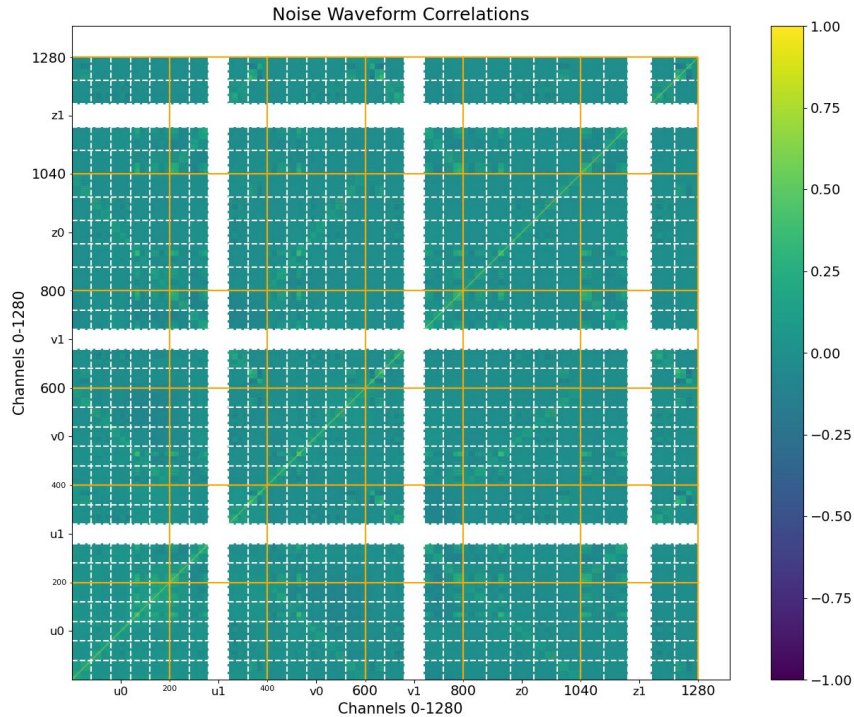 Noise Waveform Correlations
1280
z1
1040
z0
800
v1
600
v0
400
u1
200
u0
Channels 0-1280
u0 200 u1 400 v0 600 v1 800 z0 1040 z1 1280
Channels 0-1280
1.00
0.75
0.50
0.25
0.00
−0.25
−0.50
−0.75
−1.00